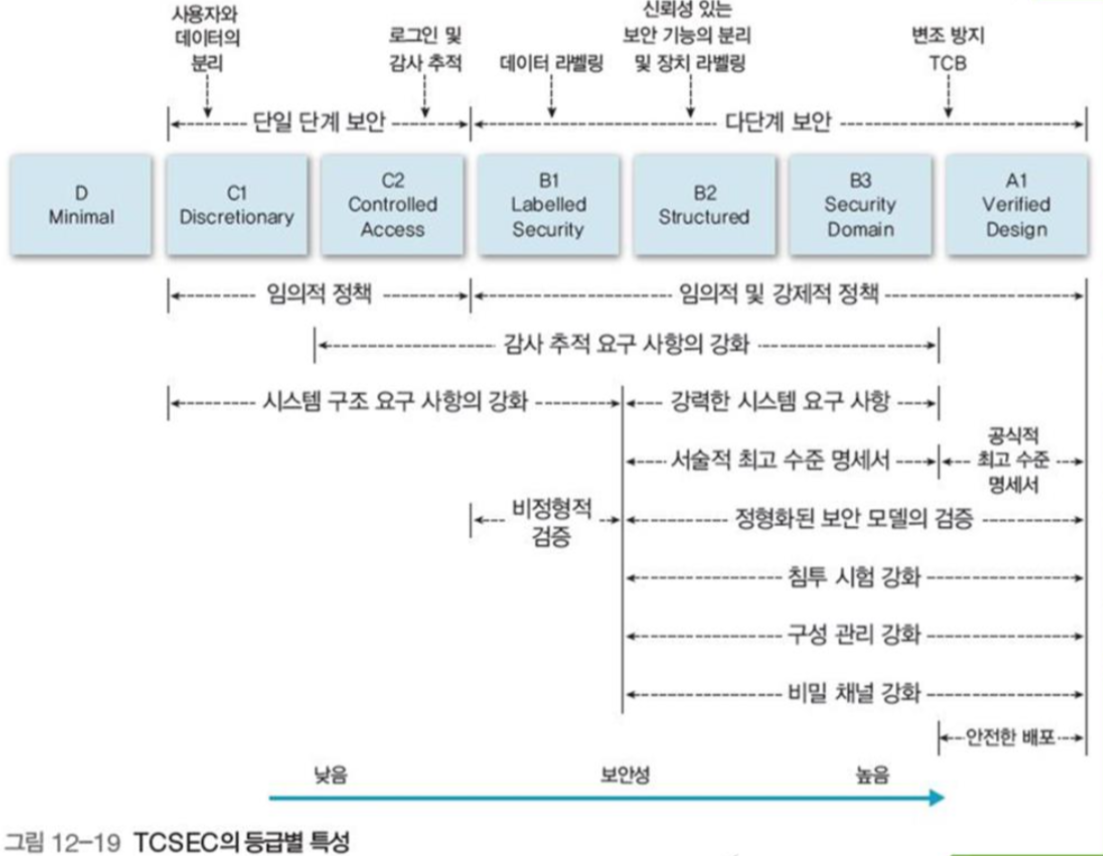 사용자와
데이터의
분리
로그인 및
감사 추적
데이터 라벨링
신뢰성 있는
보안 기능의 분리
및 장치 라벨링
변조 방지
TCB
단일 단계 보안
다단계 보안
D
Minimal
C1
Discretionary
C2
Controlled
Access
B1
Labelled
Security
B2
Structured
B3
Security
Domain
A1
Verified
Design
임의적 정책
임의적 및 강제적 정책
감사 추적 요구 사항의 강화
시스템 구조 요구 사항의 강화
강력한 시스템 요구 사항
서술적 최고 수준 명세서
공식적
최고 수준
명세서
비정형적
검증
정형화된 보안 모델의 검증
침투 시험 강화
구성 관리 강화
비밀 채널 강화
안전한 배포
낮음
보안성
높음
그림 12-19 TCSEC의 등급별 특성